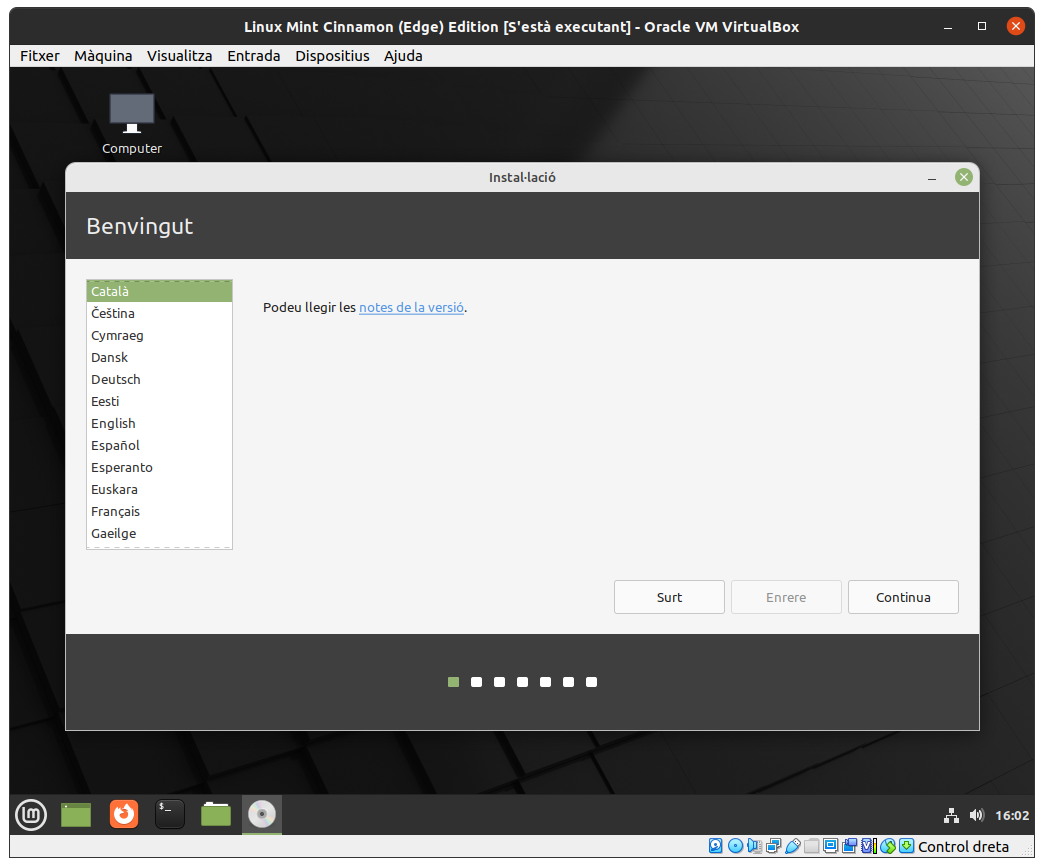 Linux Mint Cinnamon (Edge) Edition [S'està executant] - Oracle VM VirtualBox
Fitxer Màquina Visualitza Entrada Dispositius Ajuda
Computer
Instal·lació
Benvingut
Català
Čeština
Cymraeg
Dansk
Deutsch
Eesti
English
Español
Esperanto
Euskara
Français
Gaeilge
Podeu llegir les notes de la versió.
Surt Enrere Continua
16:02
Control dreta